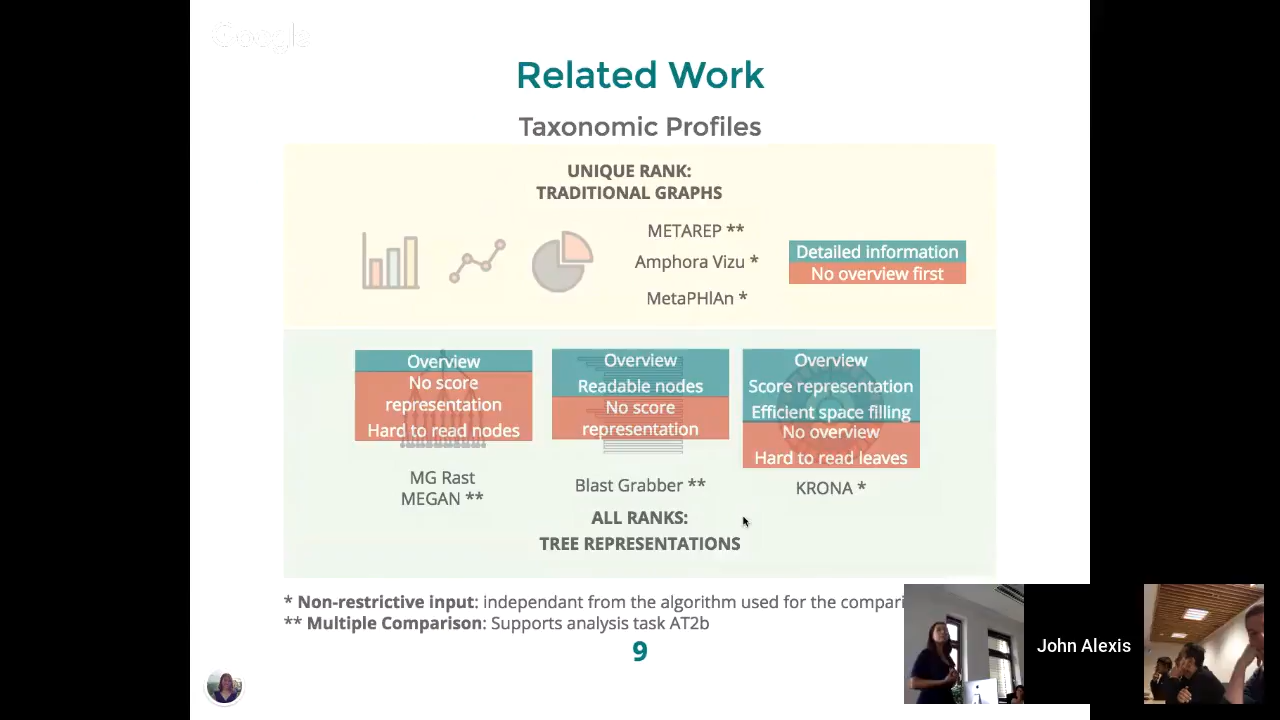 Google
Related Work
Taxonomic Profiles
UNIQUE RANK:
TRADITIONAL GRAPHS
METAREP **
Amphora Vizu *
MetaPHlAn *
Detailed information
No overview first
Overview
No score
representation
Hard to read nodes
MG Rast
MEGAN **
Overview
Readable nodes
No score
representation
Blast Grabber **
Overview
Score representation
Efficient space filling
No overview
Hard to read leaves
KRONA *
ALL RANKS:
TREE REPRESENTATIONS
* Non-restrictive input: independant from the algorithm used for the compari
** Multiple Comparison: Supports analysis task AT2b
9
John Alexis